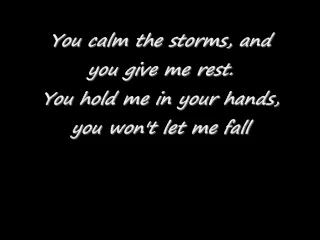 You calm the storms, and
you give me rest.
You hold me in your hands,
you won't let me fall